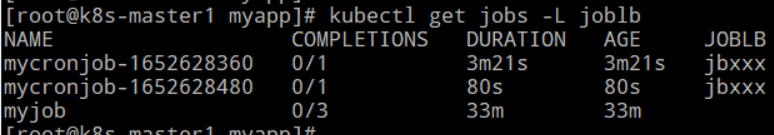 [root@k8s-master1 myapp]# kubectl get jobs -L joblb
NAME COMPLETIONS DURATION AGE JOBLB
mycronjob-1652628360 0/1 3m21s 3m21s jbxxx
mycronjob-1652628480 0/1 80s 80s jbxxx
myjob 0/3 33m 33m
[root@k8s-master1 myapp]#